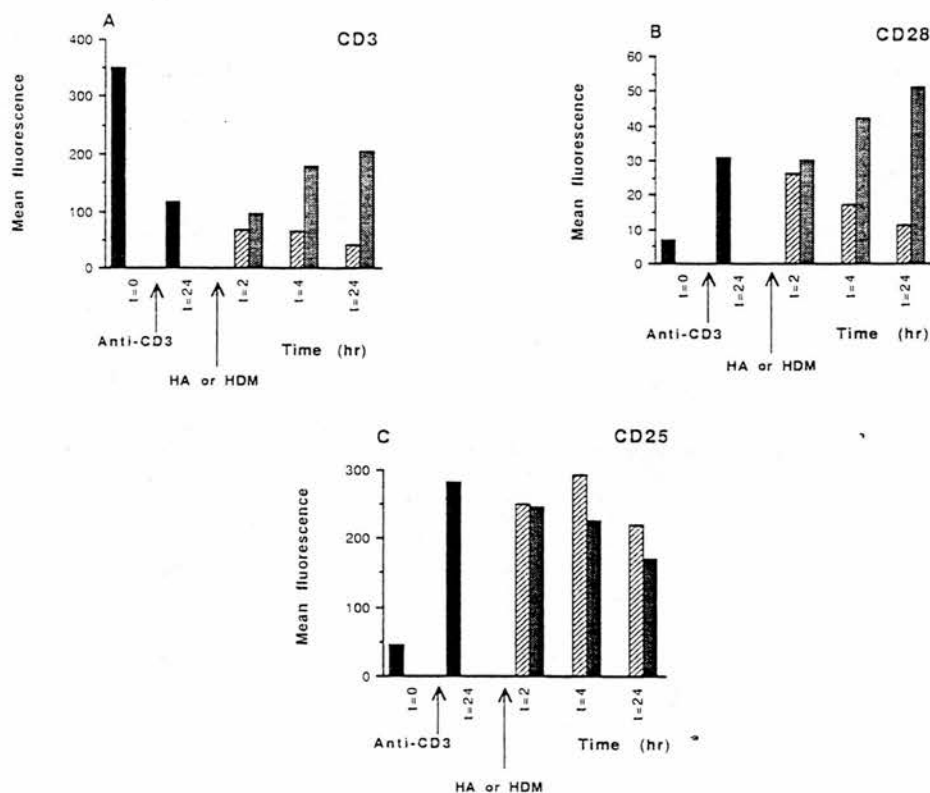 A
CD3
Mean fluorescence
400
300
200
100
0
t=0
t=24
t=2
t=4
t=24
Anti-CD3
Time (hr)
HA or HDM
B
CD28
Mean fluorescence
60
50
40
30
20
10
0
t=0
t=24
t=2
t=4
t=24
Anti-CD3
Time (hr)
HA or HDM
C
CD25
Mean fluorescence
300
200
100
0
t=0
t=24
t=2
t=4
t=24
Anti-CD3
Time (hr)
HA or HDM